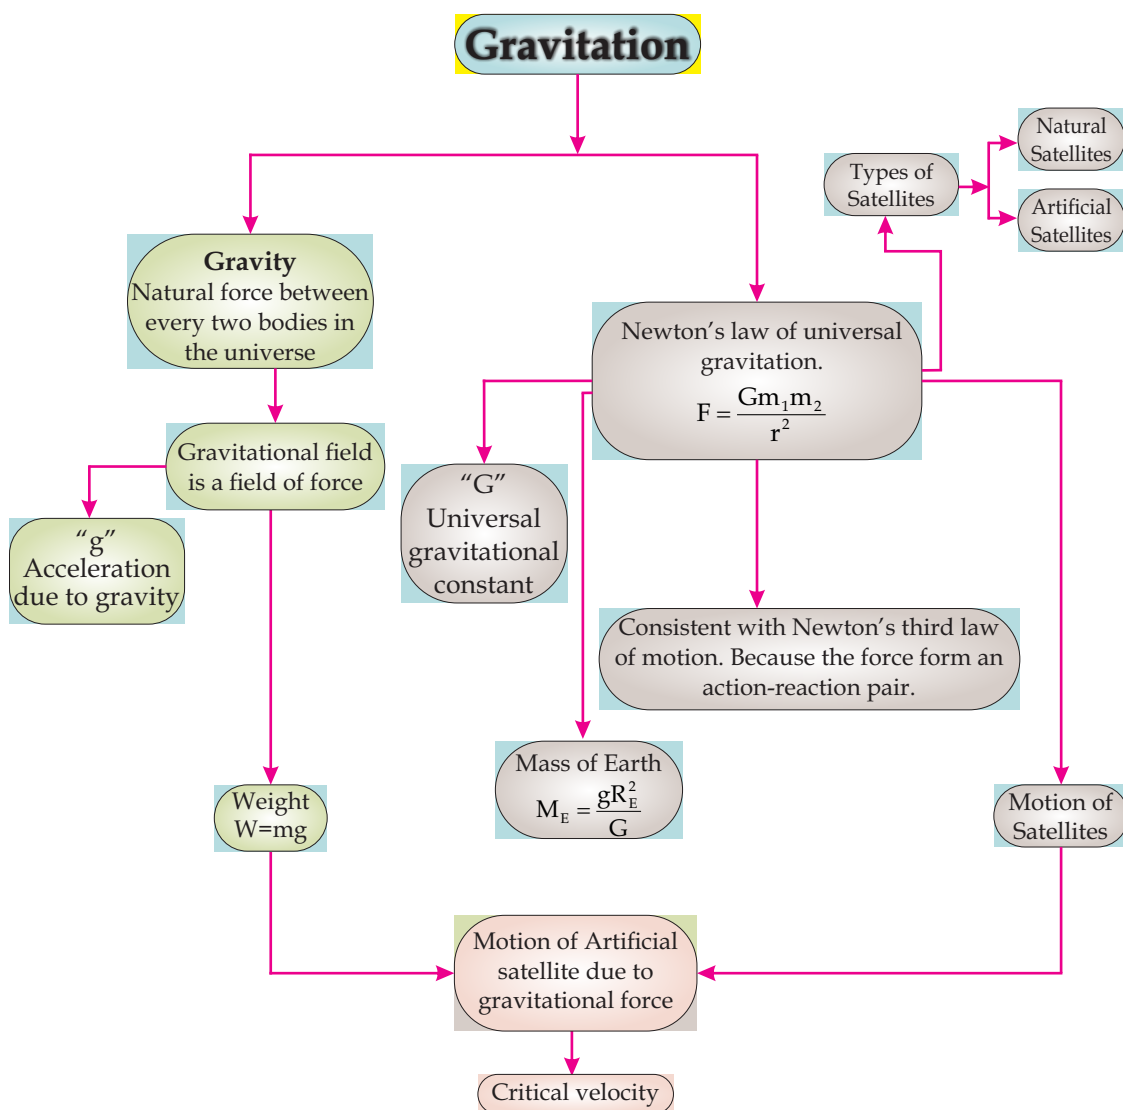 Gravitation
Natural
Satellites
Types of
Satellites
Artificial
Satellites
Gravity
Natural force between
every two bodies in
the universe
Newton’s law of universal
gravitation.
F = Gm₁m₂ / r²
Gravitational field
is a field of force
“G”
Universal
gravitational
constant
“g”
Acceleration
due to gravity
Consistent with Newton’s third law
of motion. Because the force form an
action-reaction pair.
Mass of Earth
M_E = gR_E² / G
Weight
W=mg
Motion of
Satellites
Motion of Artificial
satellite due to
gravitational force
Critical velocity